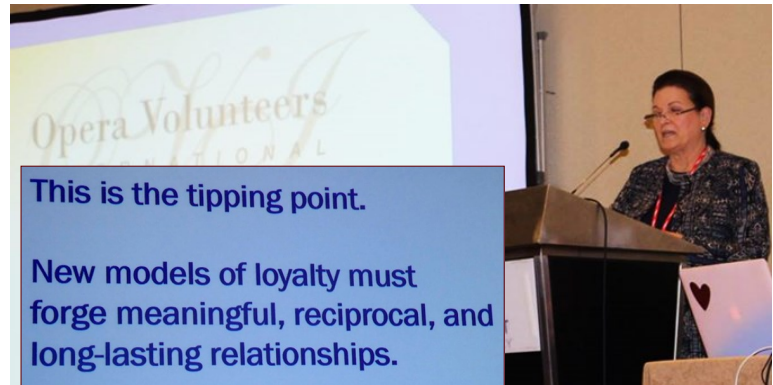 Opera Volunteers
INTERNATIONAL
This is the tipping point.
New models of loyalty must
forge meaningful, reciprocal, and
long-lasting relationships.